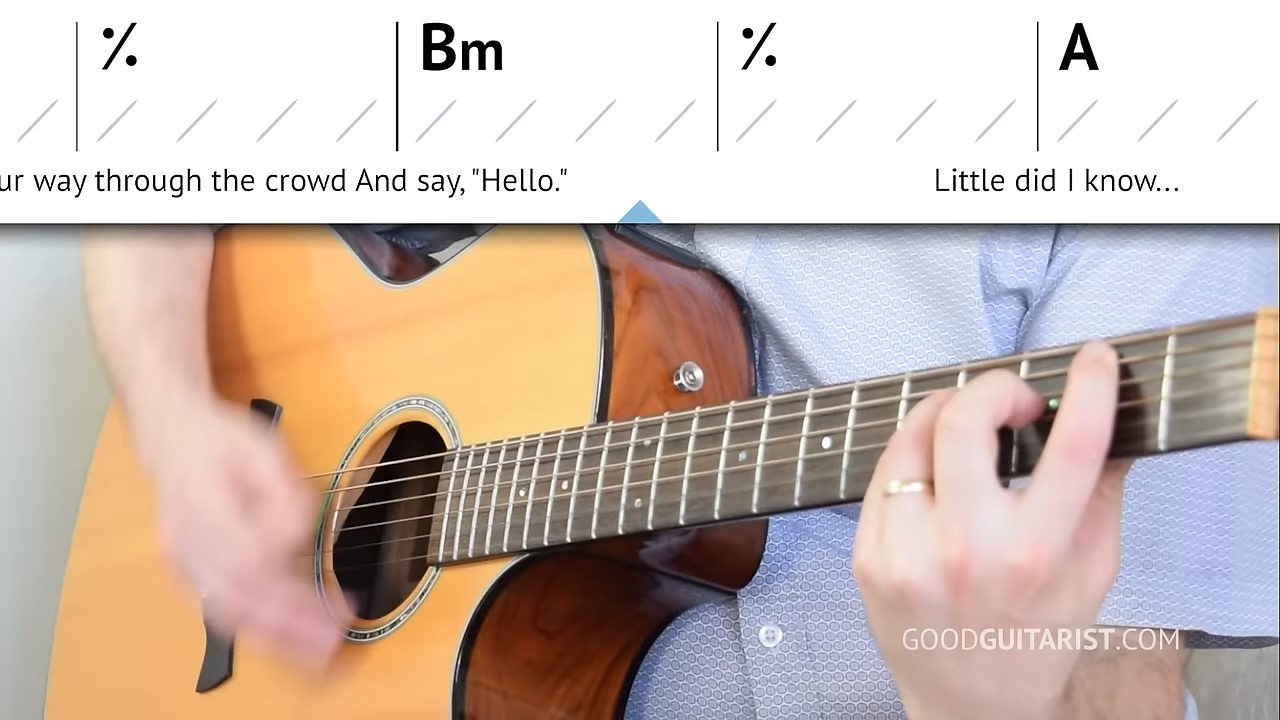 % Bm % A
ur way through the crowd And say, "Hello." Little did I know...
GOODGUITARIST.COM